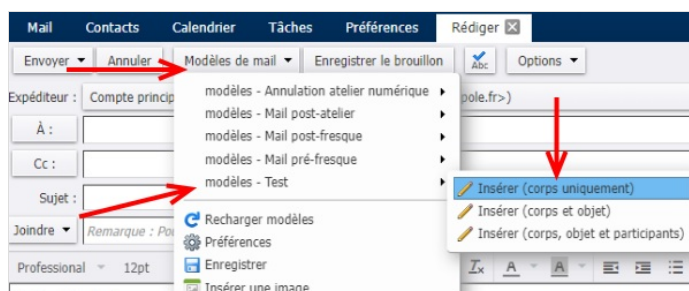 Mail Contacts Calendrier Tâches Préférences Rédiger
Envoyer Annuler Modèles de mail Enregistrer le brouillon Abc Options
Expéditeur : Compte princip pole.fr>)
modèles - Annulation atelier numérique
À :
modèles - Mail post-atelier
modèles - Mail post-fresque
Cc :
modèles - Mail pré-fresque
modèles - Test
Insérer (corps uniquement)
Sujet :
Insérer (corps et objet)
Recharger modèles
Joindre Remarque : Po
Insérer (corps, objet et participants)
Préférences
Professional 12pt
Enregistrer
Tx A A
Insérer une image